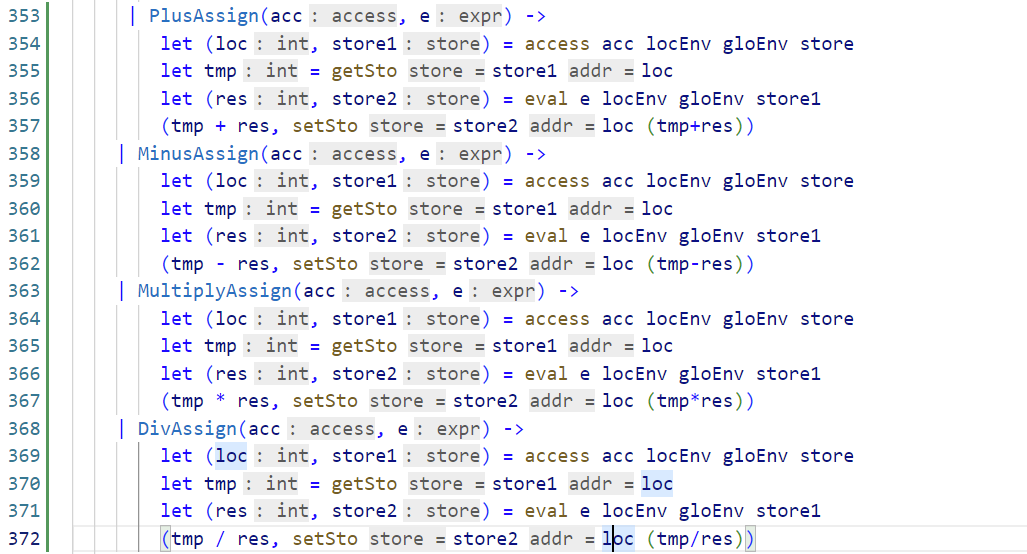 353 | PlusAssign(acc: access, e: expr) ->
354 let (loc: int, store1: store) = access acc locEnv gloEnv store
355 let tmp: int = getSto store = store1 addr = loc
356 let (res: int, store2: store) = eval e locEnv gloEnv store1
357 (tmp + res, setSto store = store2 addr = loc (tmp+res))
358 | MinusAssign(acc: access, e: expr) ->
359 let (loc: int, store1: store) = access acc locEnv gloEnv store
360 let tmp: int = getSto store = store1 addr = loc
361 let (res: int, store2: store) = eval e locEnv gloEnv store1
362 (tmp - res, setSto store = store2 addr = loc (tmp-res))
363 | MultiplyAssign(acc: access, e: expr) ->
364 let (loc: int, store1: store) = access acc locEnv gloEnv store
365 let tmp: int = getSto store = store1 addr = loc
366 let (res: int, store2: store) = eval e locEnv gloEnv store1
367 (tmp * res, setSto store = store2 addr = loc (tmp*res))
368 | DivAssign(acc: access, e: expr) ->
369 let (loc: int, store1: store) = access acc locEnv gloEnv store
370 let tmp: int = getSto store = store1 addr = loc
371 let (res: int, store2: store) = eval e locEnv gloEnv store1
372 (tmp / res, setSto store = store2 addr = loc (tmp/res))